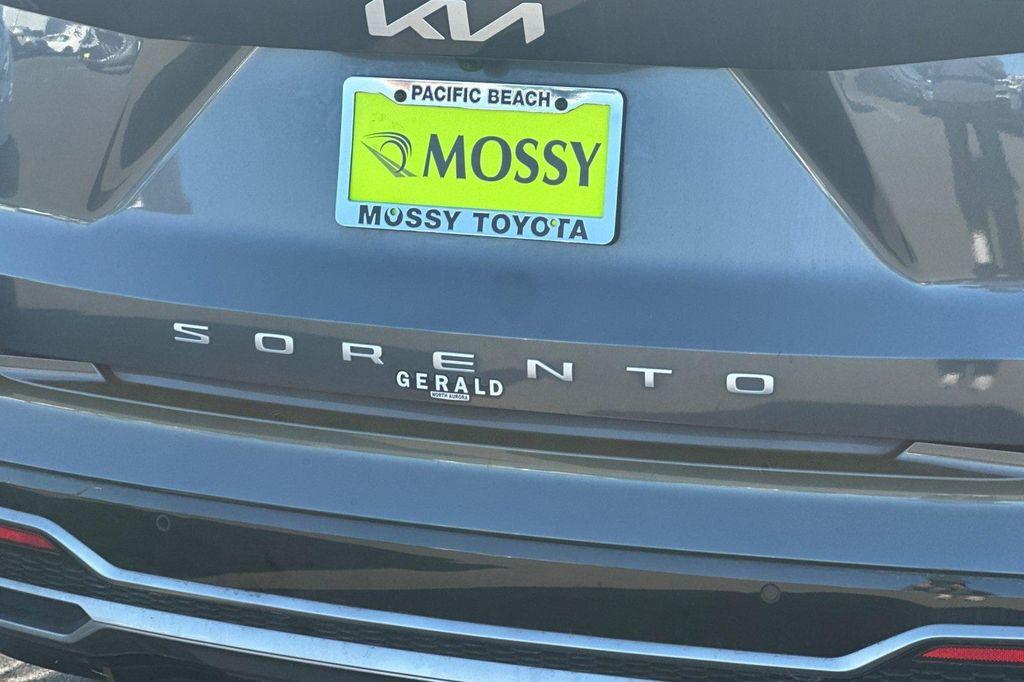 KIA
PACIFIC BEACH
MOSSY
MOSSY TOYOTA
SORENTO
GERALD
NORTH AURORA